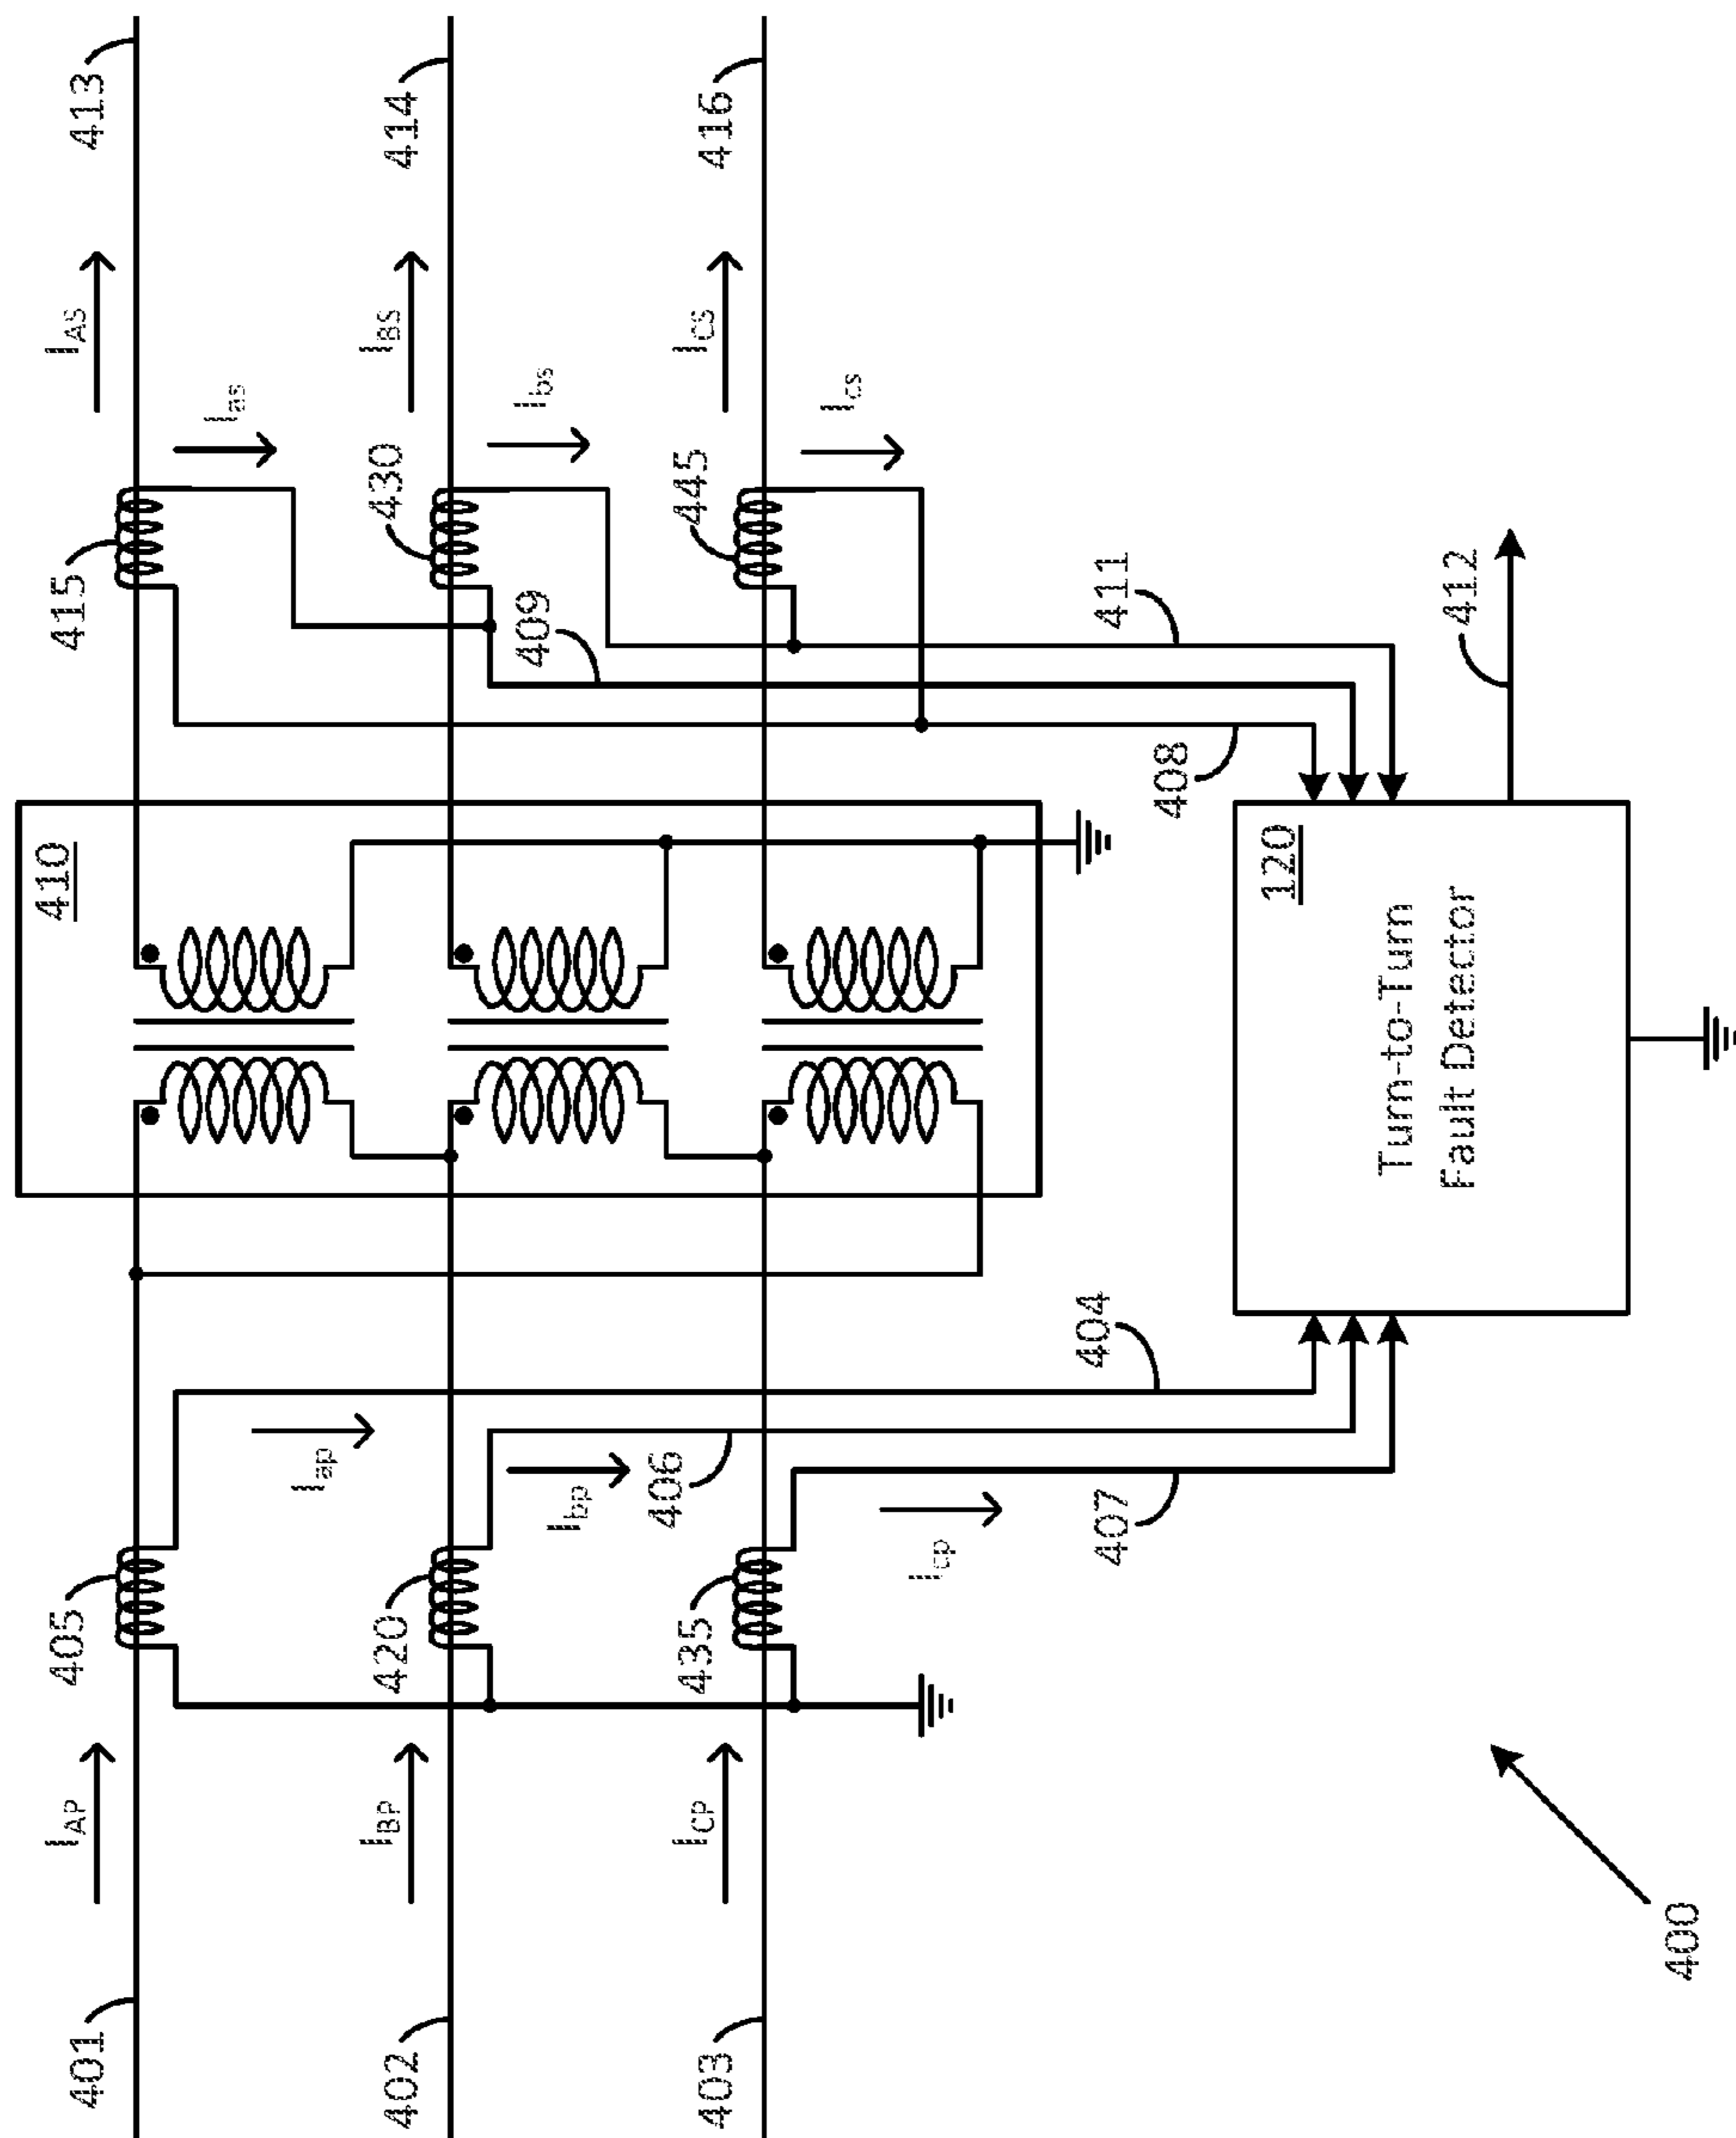 401
I_AP
405
410
415
I_AS
413
I_as
I_ap
402
I_BP
420
430
I_BS
414
409
I_bs
I_bp
406
403
I_CP
435
445
I_CS
416
I_cs
I_cp
404
407
411
408
120
Turn-to-Turn
Fault Detector
412
400